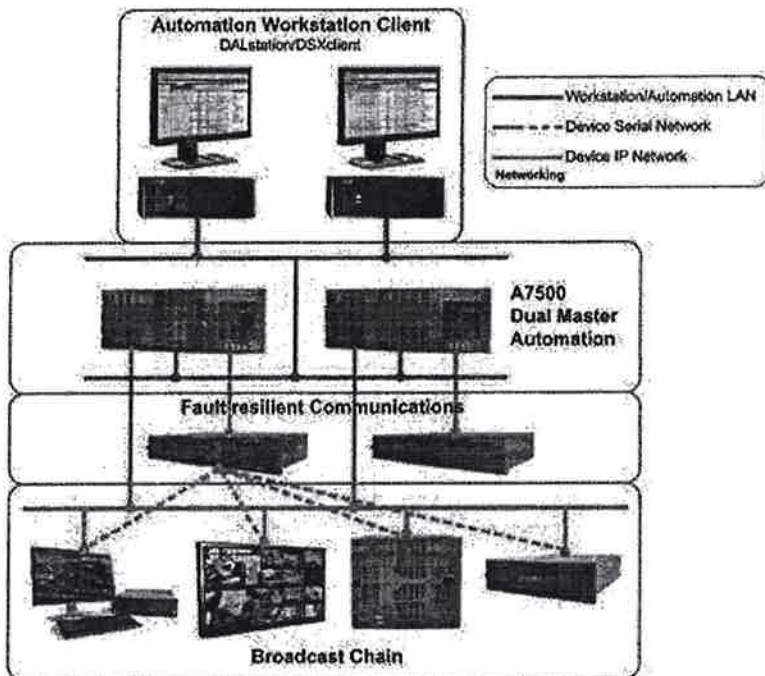 Automation Workstation Client
DALstation/DSXclient
Workstation/Automation LAN
Device Serial Network
Device IP Network
Networking
A7500
Dual Master
Automation
Fault resilient Communications
Broadcast Chain